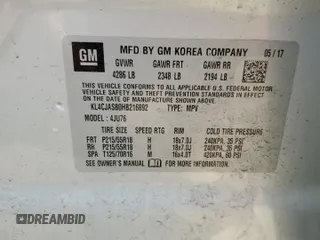 GM MFD BY GM KOREA COMPANY 05/17
GVWR GAWR FRT GAWR RR
4286 LB 2348 LB 2194 LB
THIS VEHICLE CONFORMS TO ALL APPLICABLE U.S.
FEDERAL MOTOR VEHICLE SAFETY, BUMPER, AND
THEFT PREVENTION STANDARDS IN EFFECT ON THE
DATE OF MANUFACTURE SHOWN ABOVE.
KL4CJASB0HB216892 TYPE: MPV
MODEL: 4JU76
TIRE SIZE SPEED RTG RIM COLD TIRE PRESSURE
FRT P215/55R18 H 18x7.0J 240KPA, 35 PSI
RR P215/55R18 H 18x7.0J 240KPA, 35 PSI
SPA T125/70R16 M 16x4.0T 420KPA, 60 PSI
SEE OWNER'S MANUAL FOR ADDITIONAL INFORMATION.
© DIMCARBID